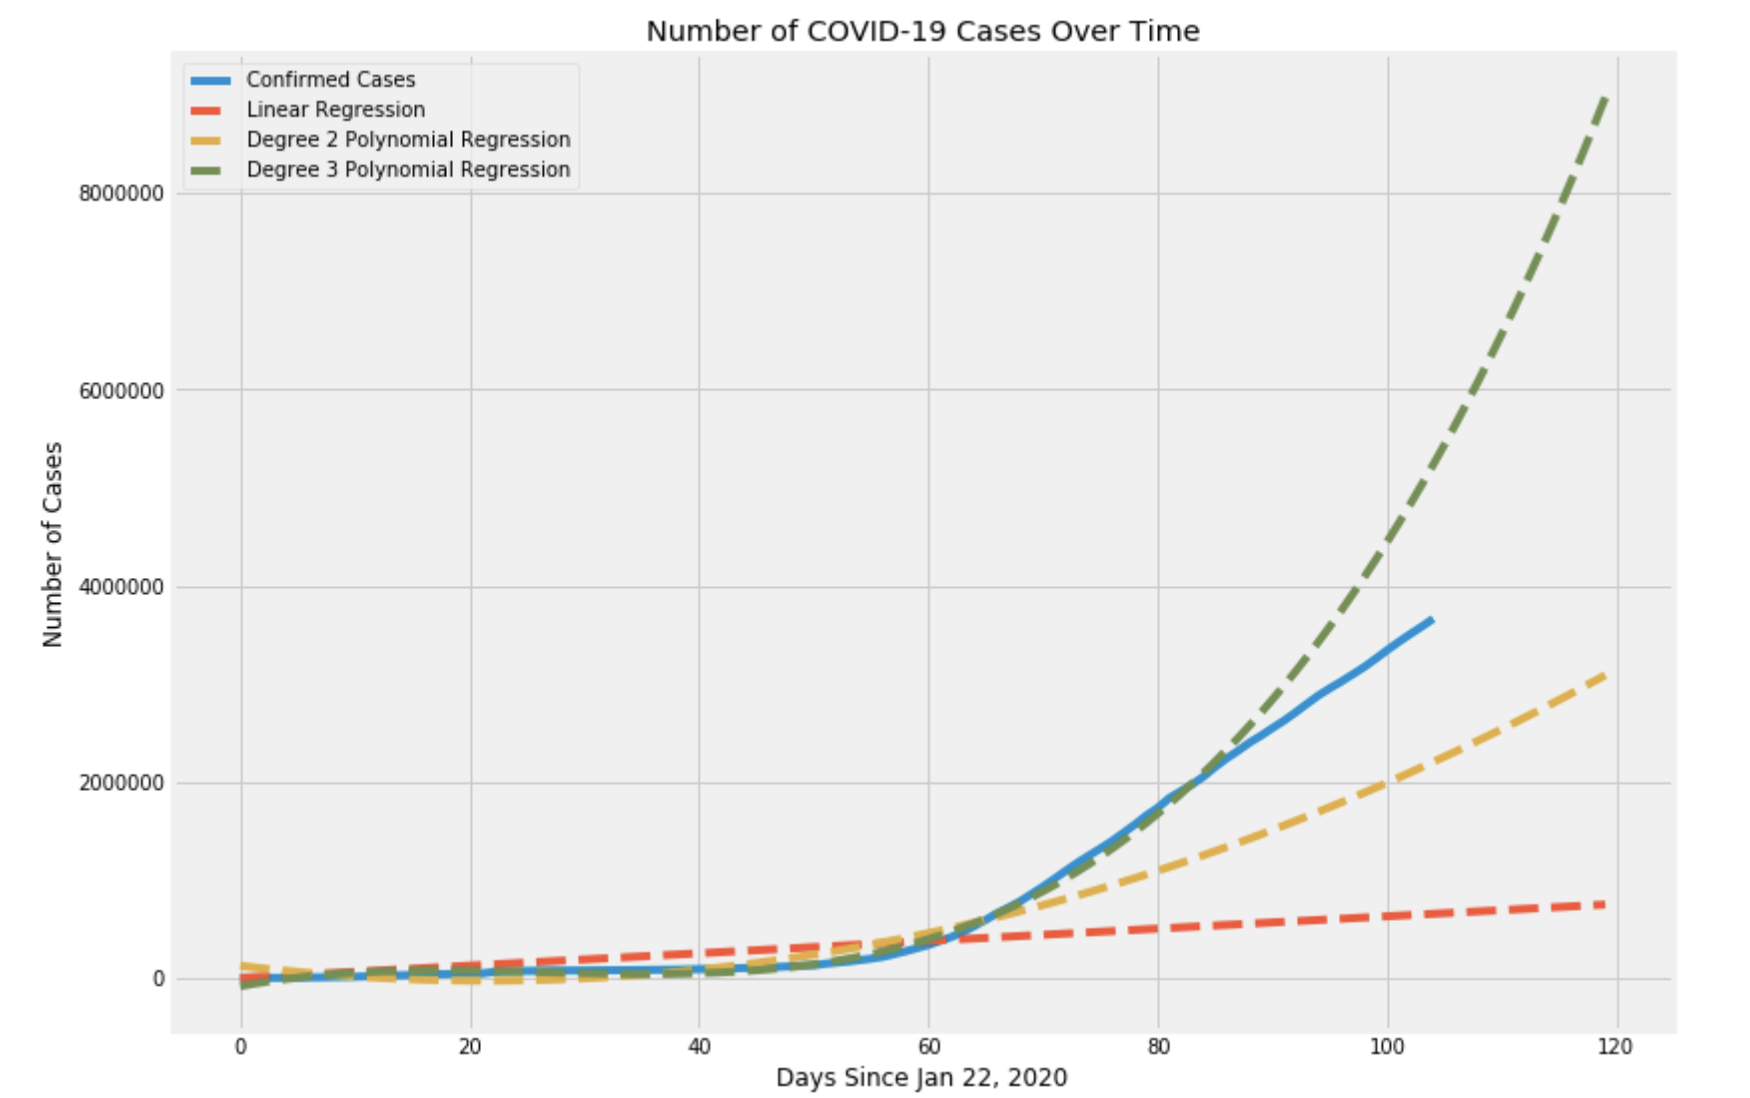 Number of COVID-19 Cases Over Time
Confirmed Cases
Linear Regression
Degree 2 Polynomial Regression
Degree 3 Polynomial Regression
8000000
6000000
4000000
2000000
0
Number of Cases
0 20 40 60 80 100 120
Days Since Jan 22, 2020